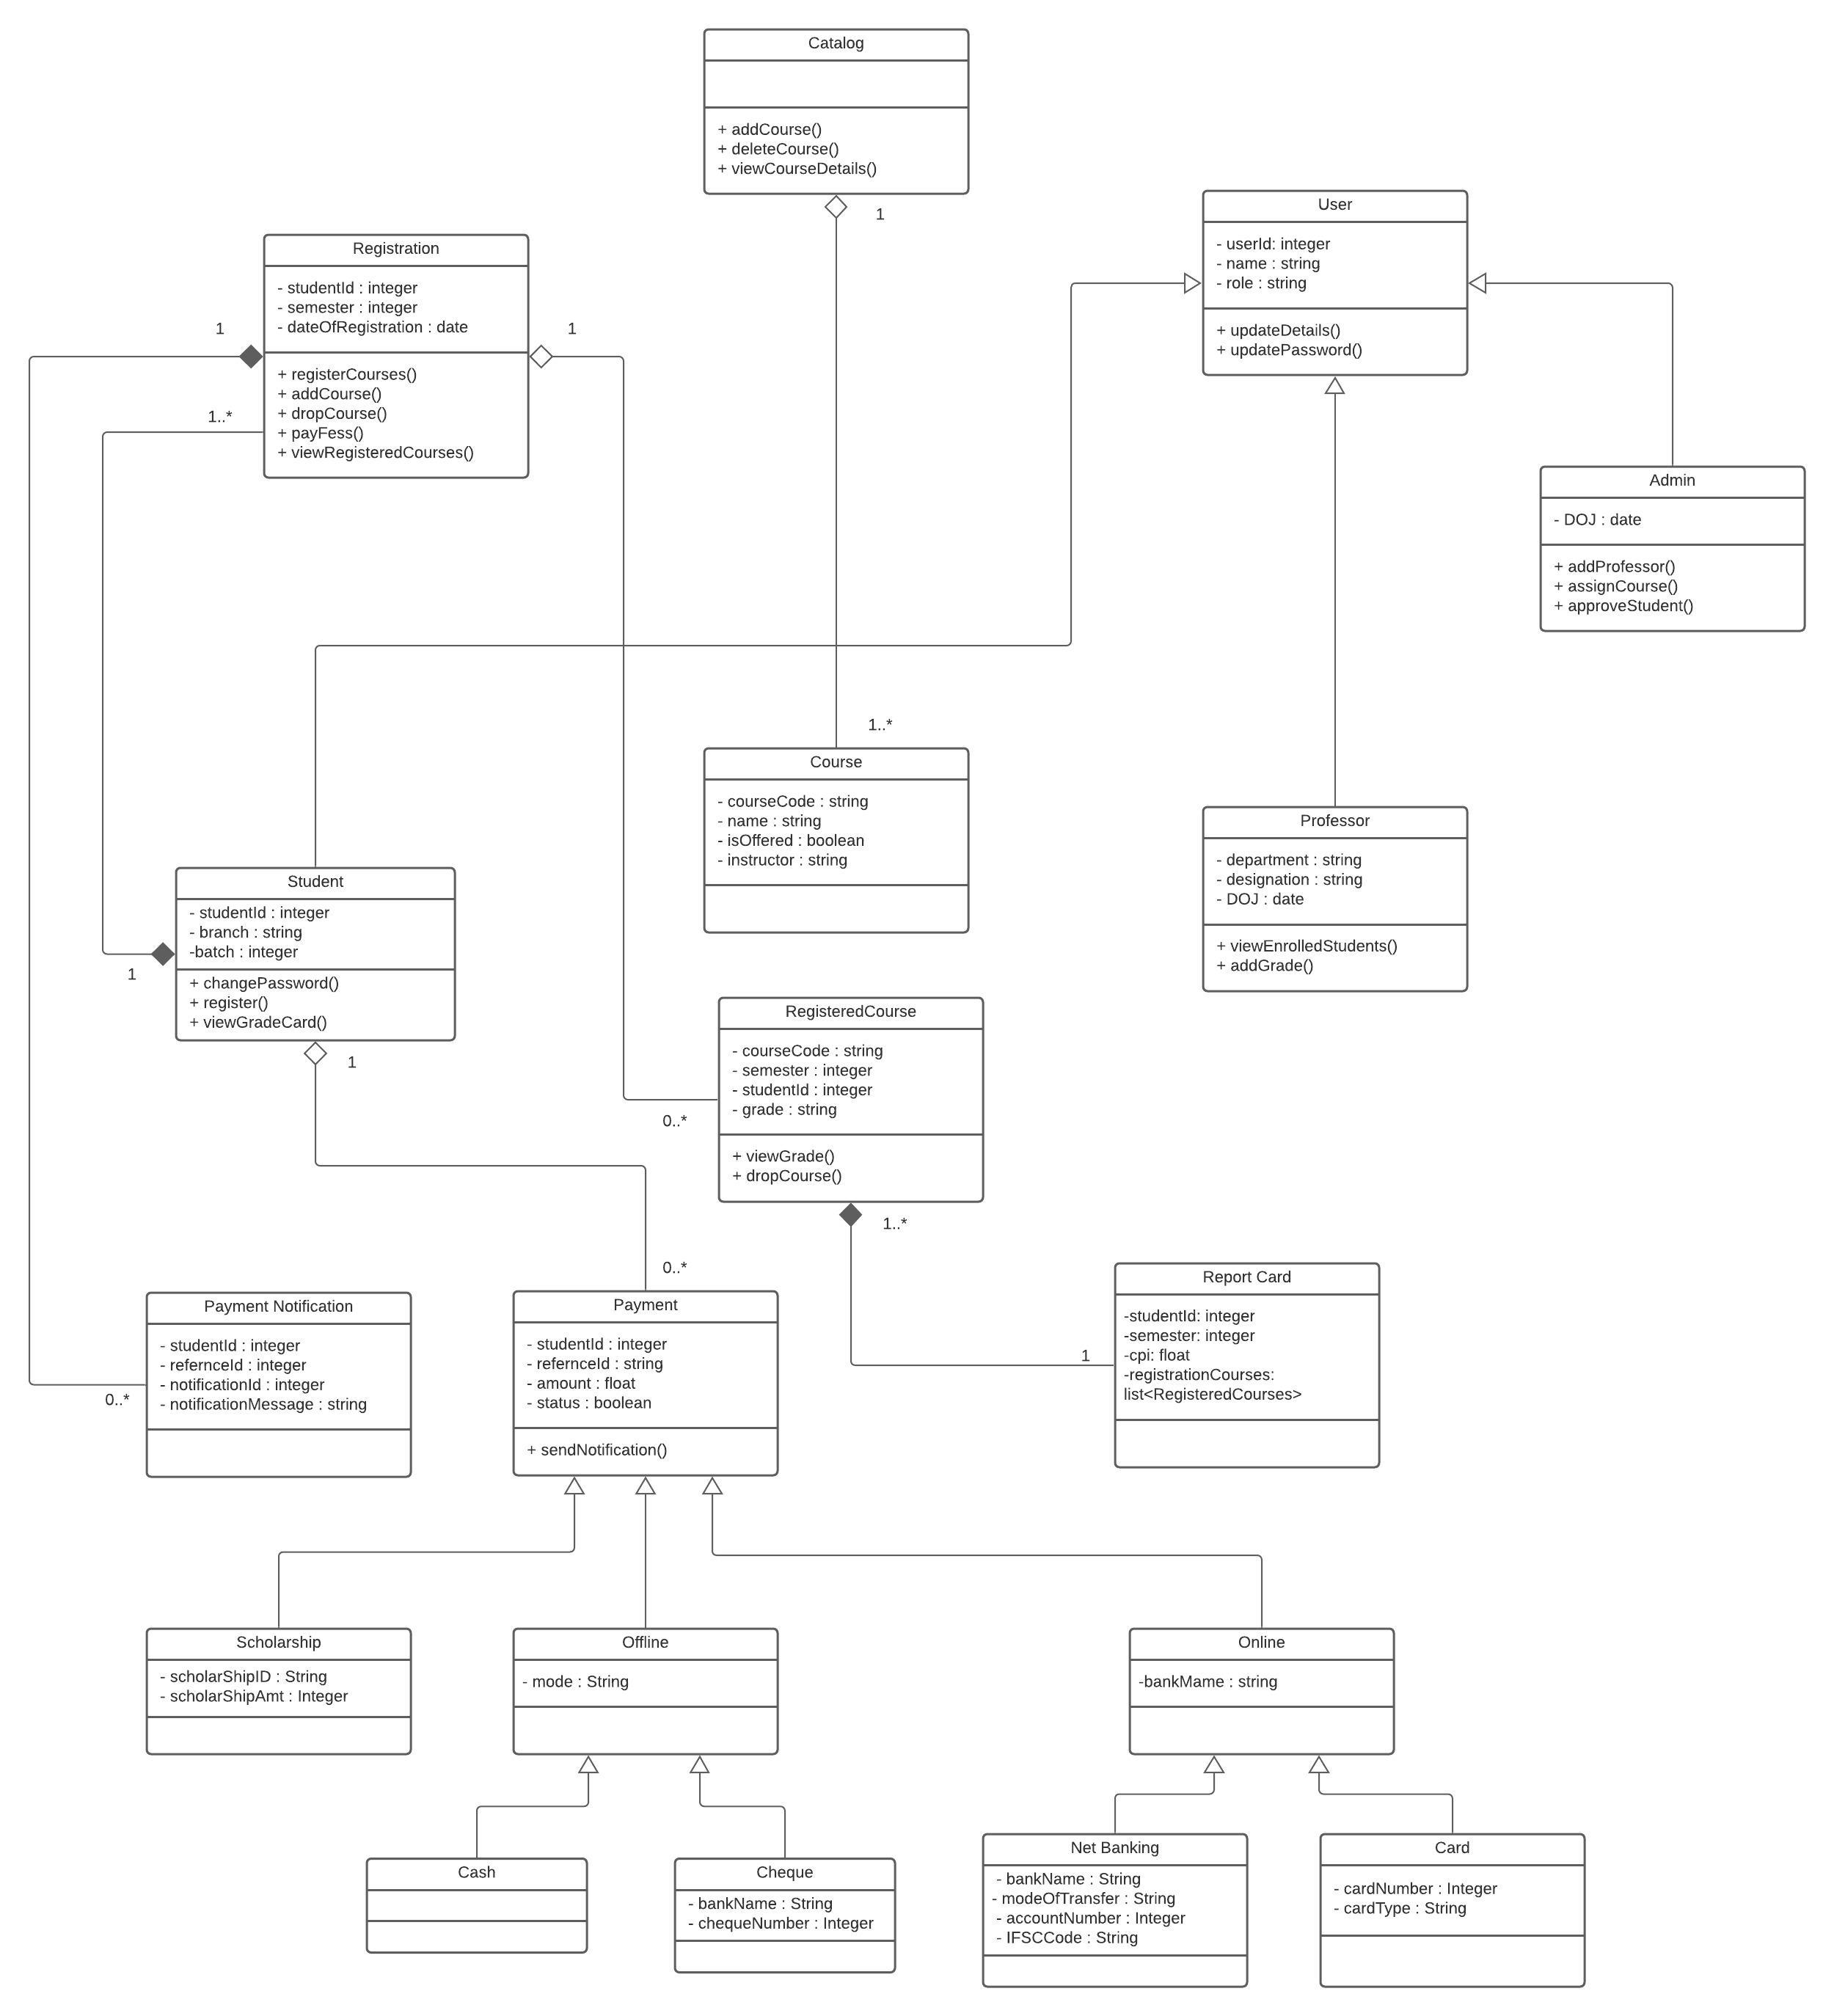 Catalog
+ addCourse()
+ deleteCourse()
+ viewCourseDetails()
1
User
- userId: integer
- name : string
- role : string
+ updateDetails()
+ updatePassword()
Registration
- studentId : integer
- semester : integer
- dateOfRegistration : date
+ registerCourses()
+ addCourse()
+ dropCourse()
+ payFess()
+ viewRegisteredCourses()
1
1
1..*
Admin
- DOJ : date
+ addProfessor()
+ assignCourse()
+ approveStudent()
1..*
Course
- courseCode : string
- name : string
- isOffered : boolean
- instructor : string
Professor
- department : string
- designation : string
- DOJ : date
+ viewEnrolledStudents()
+ addGrade()
Student
- studentId : integer
- branch : string
-batch : integer
+ changePassword()
+ register()
+ viewGradeCard()
1
1
RegisteredCourse
- courseCode : string
- semester : integer
- studentId : integer
- grade : string
+ viewGrade()
+ dropCourse()
0..*
1..*
Report Card
-studentId: integer
-semester: integer
-cpi: float
-registrationCourses:
list<RegisteredCourses>
1
0..*
Payment Notification
- studentId : integer
- refernceId : integer
- notificationId : integer
- notificationMessage : string
0..*
Payment
- studentId : integer
- refernceId : string
- amount : float
- status : boolean
+ sendNotification()
Scholarship
- scholarShipID : String
- scholarShipAmt : Integer
Offline
- mode : String
Online
-bankMame : string
Cash
Cheque
- bankName : String
- chequeNumber : Integer
Net Banking
- bankName : String
- modeOfTransfer : String
- accountNumber : Integer
- IFSCCode : String
Card
- cardNumber : Integer
- cardType : String